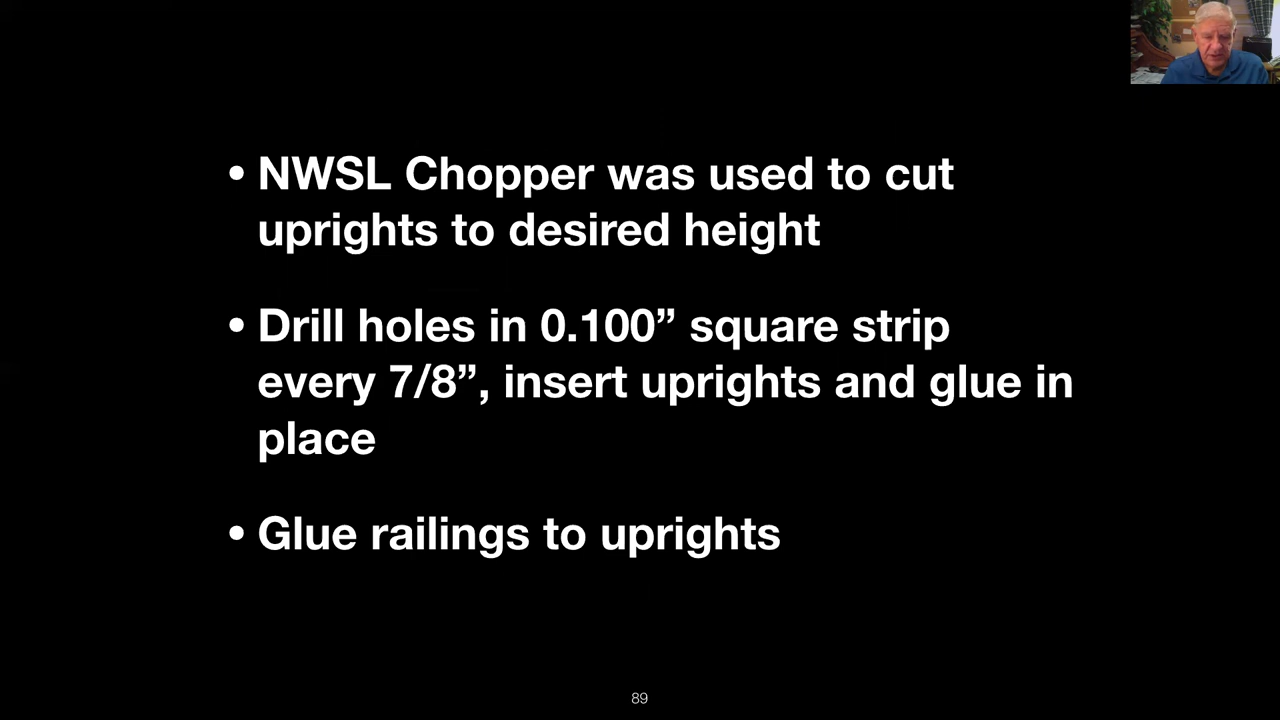 • NWSL Chopper was used to cut
uprights to desired height
• Drill holes in 0.100” square strip
every 7/8”, insert uprights and glue in
place
• Glue railings to uprights
89